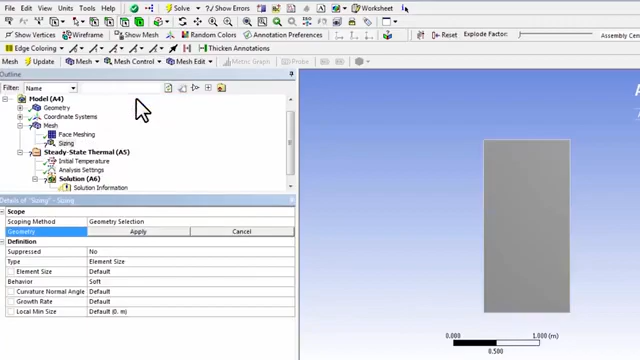 File Edit View Units Tools Help Solve Show Errors Worksheet
Show Vertices Wireframe Show Mesh Random Colors Annotation Preferences Reset Explode Factor: Assembly Cen
Edge Coloring Thicken Annotations
Mesh Update Mesh Mesh Control Mesh Edit Metric Graph Probe
Outline
Filter: Name
Model (A4)
Geometry
Coordinate Systems
Mesh
Face Meshing
Sizing
Steady-State Thermal (A5)
Initial Temperature
Analysis Settings
Solution (A6)
Solution Information
Details of "Sizing" - Sizing
Scope
Scoping Method Geometry Selection
Geometry Apply Cancel
Definition
Suppressed No
Type Element Size
Element Size Default
Behavior Soft
Curvature Normal Angle Default
Growth Rate Default
Local Min Size Default (0. m)
A
0.000 1.000 (m)
0.500